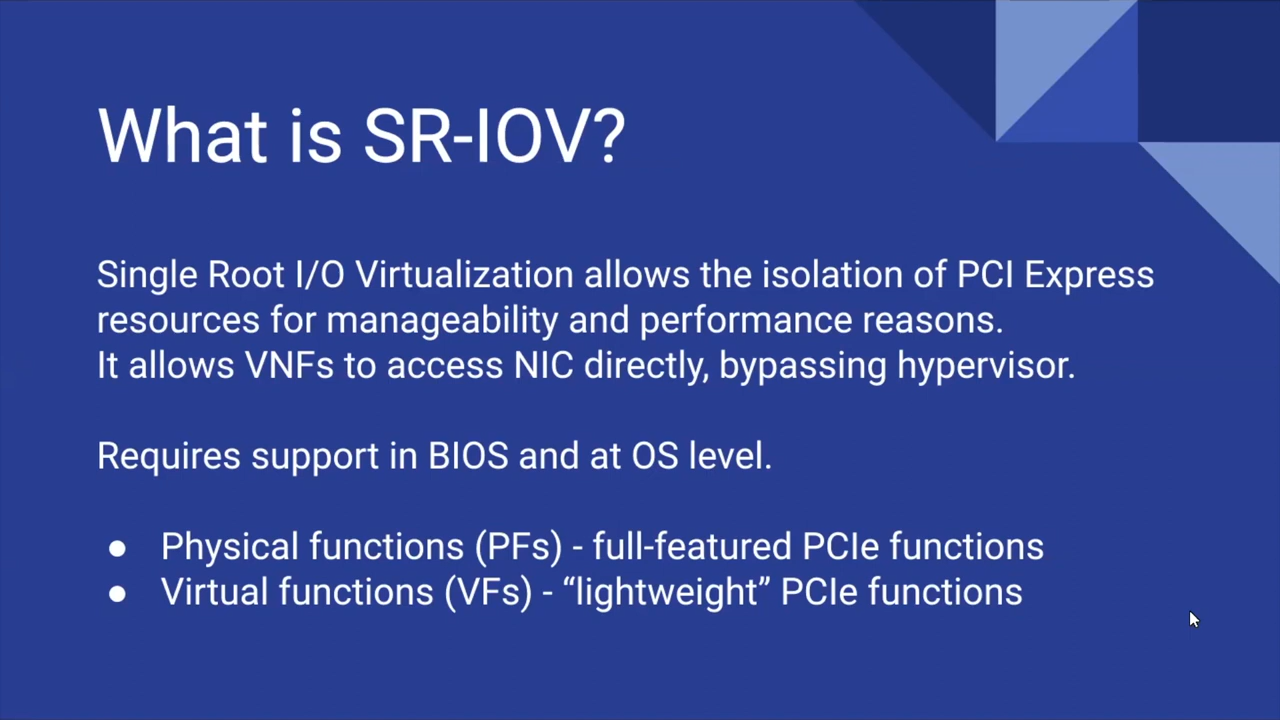 What is SR-IOV?
Single Root I/O Virtualization allows the isolation of PCI Express
resources for manageability and performance reasons.
It allows VNFs to access NIC directly, bypassing hypervisor.
Requires support in BIOS and at OS level.
● Physical functions (PFs) - full-featured PCIe functions
● Virtual functions (VFs) - “lightweight” PCIe functions